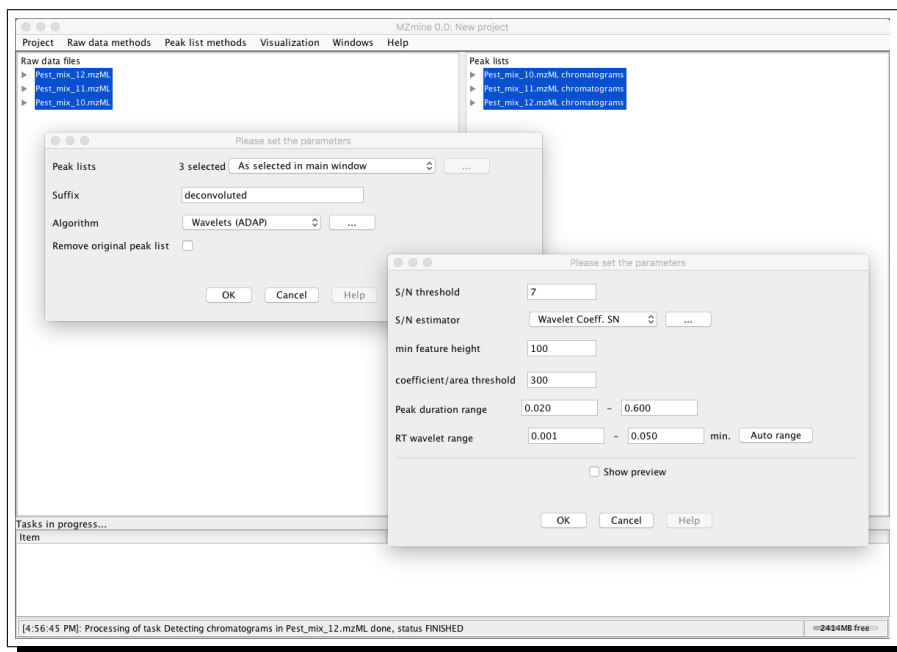 MZmine 0.0: New project
Project Raw data methods Peak list methods Visualization Windows Help
Raw data files
Pest_mix_12.mzML
Pest_mix_11.mzML
Pest_mix_10.mzML
Peak lists
Pest_mix_10.mzML chromatograms
Pest_mix_11.mzML chromatograms
Pest_mix_12.mzML chromatograms
Please set the parameters
Peak lists 3 selected As selected in main window ...
Suffix deconvoluted
Algorithm Wavelets (ADAP) ...
Remove original peak list
OK Cancel Help
Please set the parameters
S/N threshold 7
S/N estimator Wavelet Coeff. SN ...
min feature height 100
coefficient/area threshold 300
Peak duration range 0.020 - 0.600
RT wavelet range 0.001 - 0.050 min. Auto range
Show preview
OK Cancel Help
Tasks in progress...
Item
[4:56:45 PM]: Processing of task Detecting chromatograms in Pest_mix_12.mzML done, status FINISHED
2414MB free